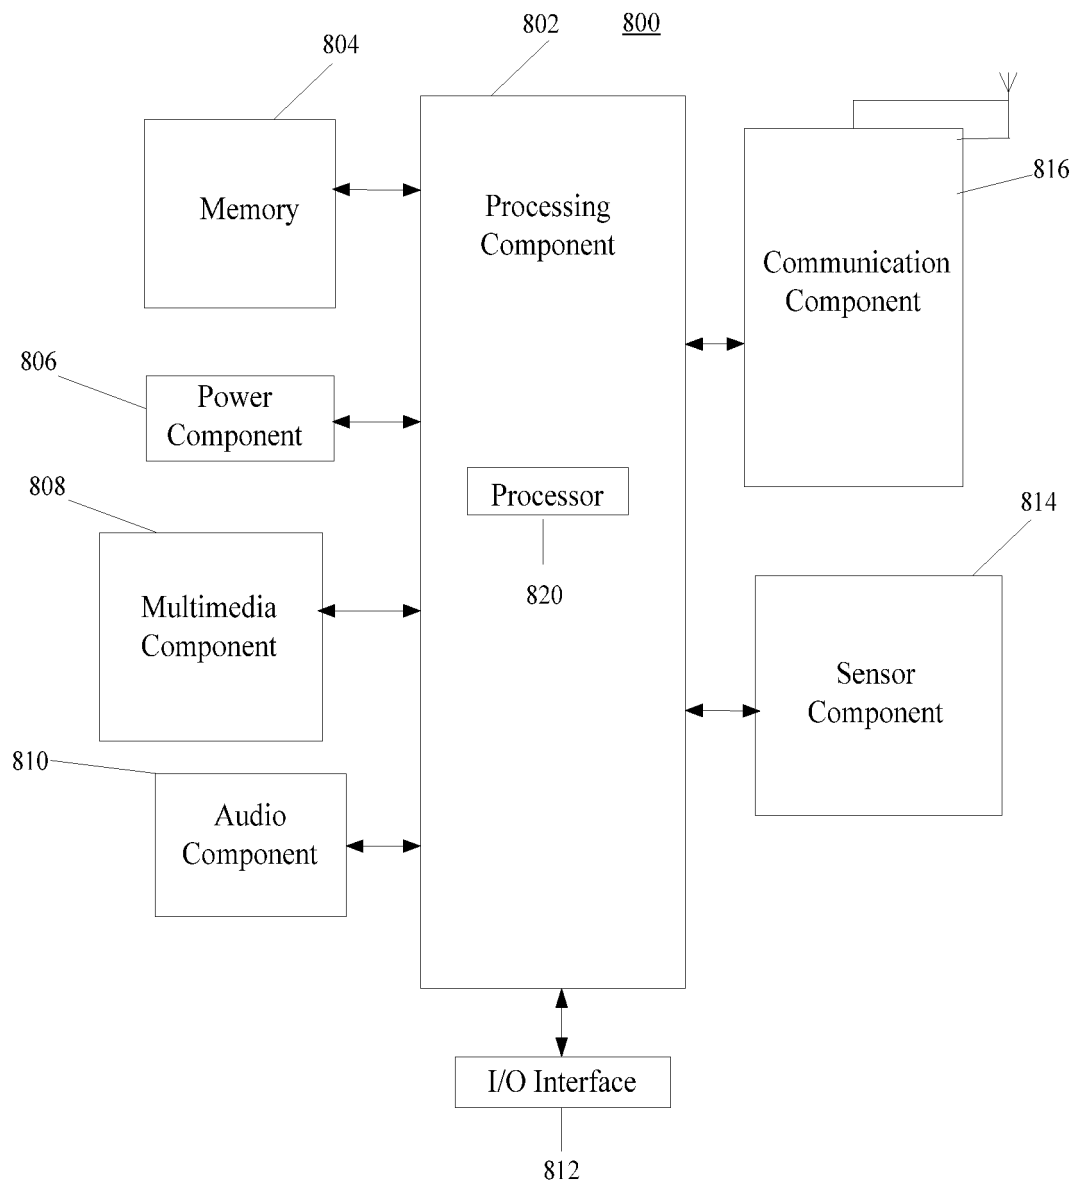 802
800
804
816
Memory
Processing
Component
Communication
Component
806
Power
Component
808
Processor
814
820
Multimedia
Component
Sensor
Component
810
Audio
Component
I/O Interface
812